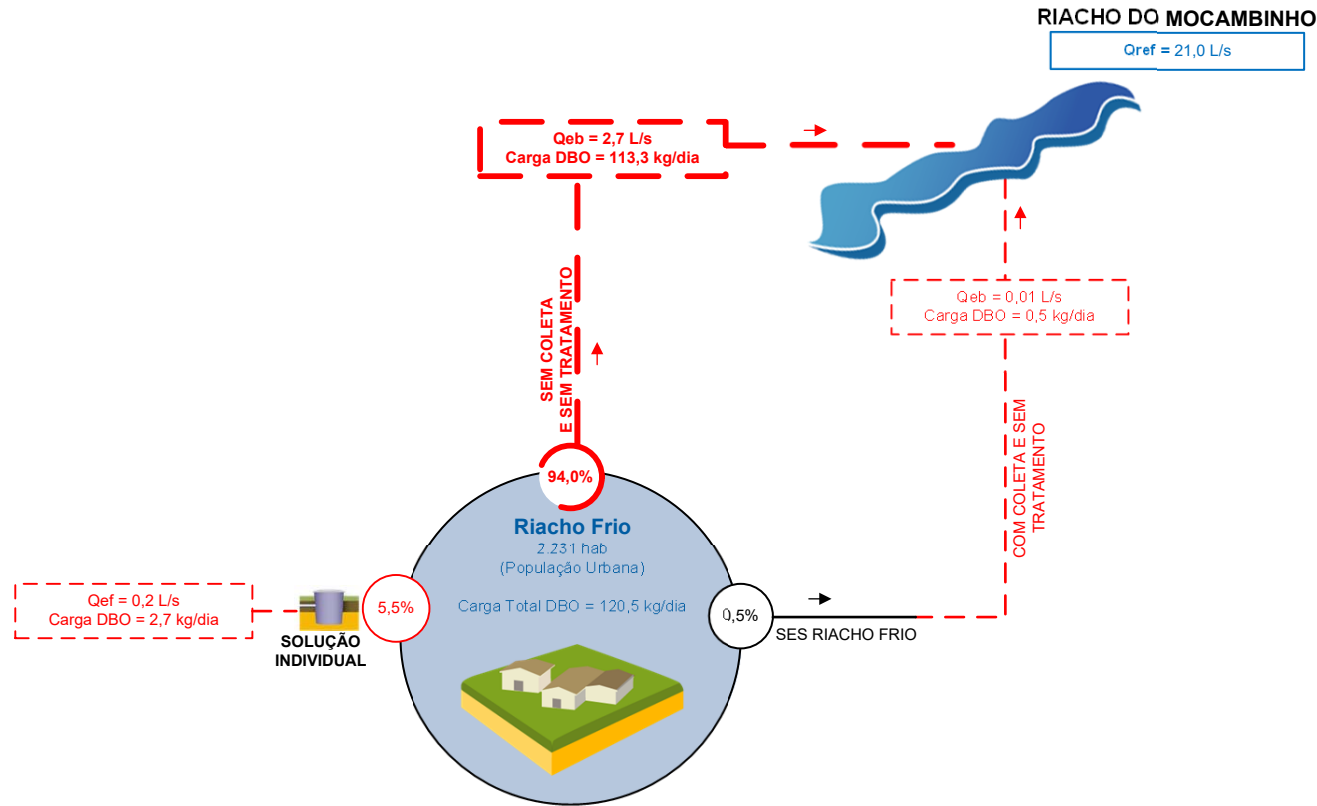 RIACHO DO MOCAMBINHO
Qref = 21,0 L/s
Qeb = 2,7 L/s
Carga DBO = 113,3 kg/dia
Qeb = 0,01 L/s
Carga DBO = 0,5 kg/dia
SEM COLETA
E SEM TRATAMENTO
COM COLETA E SEM
TRATAMENTO
94,0%
Riacho Frio
2.231 hab
(População Urbana)
Carga Total DBO = 120,5 kg/dia
Qef = 0,2 L/s
Carga DBO = 2,7 kg/dia
SOLUÇÃO
INDIVIDUAL
5,5%
0,5%
SES RIACHO FRIO